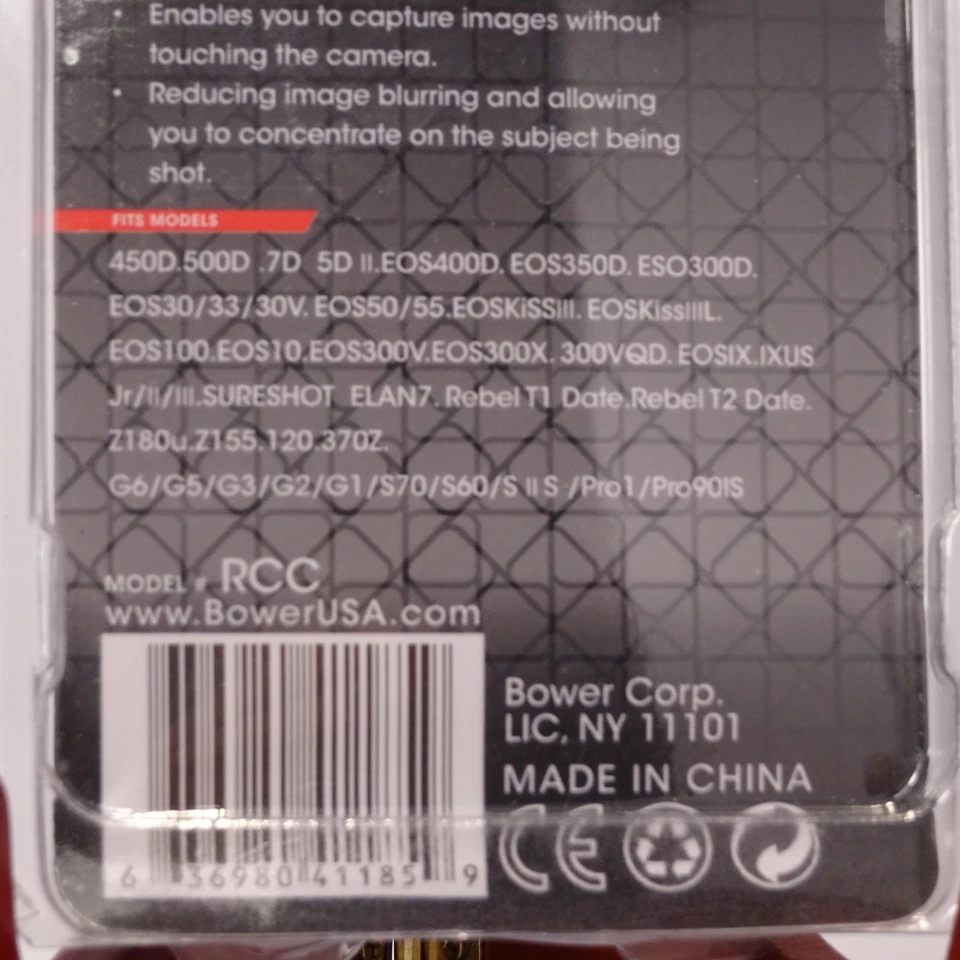 • Enables you to capture images without
touching the camera.
• Reducing image blurring and allowing
you to concentrate on the subject being
shot.
FITS MODELS
450D.500D .7D 5D II.EOS400D. EOS350D. ESO300D.
EOS30/33/30V. EOS50/55.EOSKiSSIII. EOSKissIIIL.
EOS100.EOS10.EOS300V.EOS300X. 300VQD. EOSIX.IXUS
Jr/II/III.SURESHOT ELAN7. Rebel T1 Date.Rebel T2 Date.
Z180u.Z155.120.370Z.
G6/G5/G3/G2/G1/S70/S60/S II S /Pro1/Pro90IS
MODEL # RCC
www.BowerUSA.com
Bower Corp.
LIC, NY 11101
MADE IN CHINA
CE
6 36980 41185 9